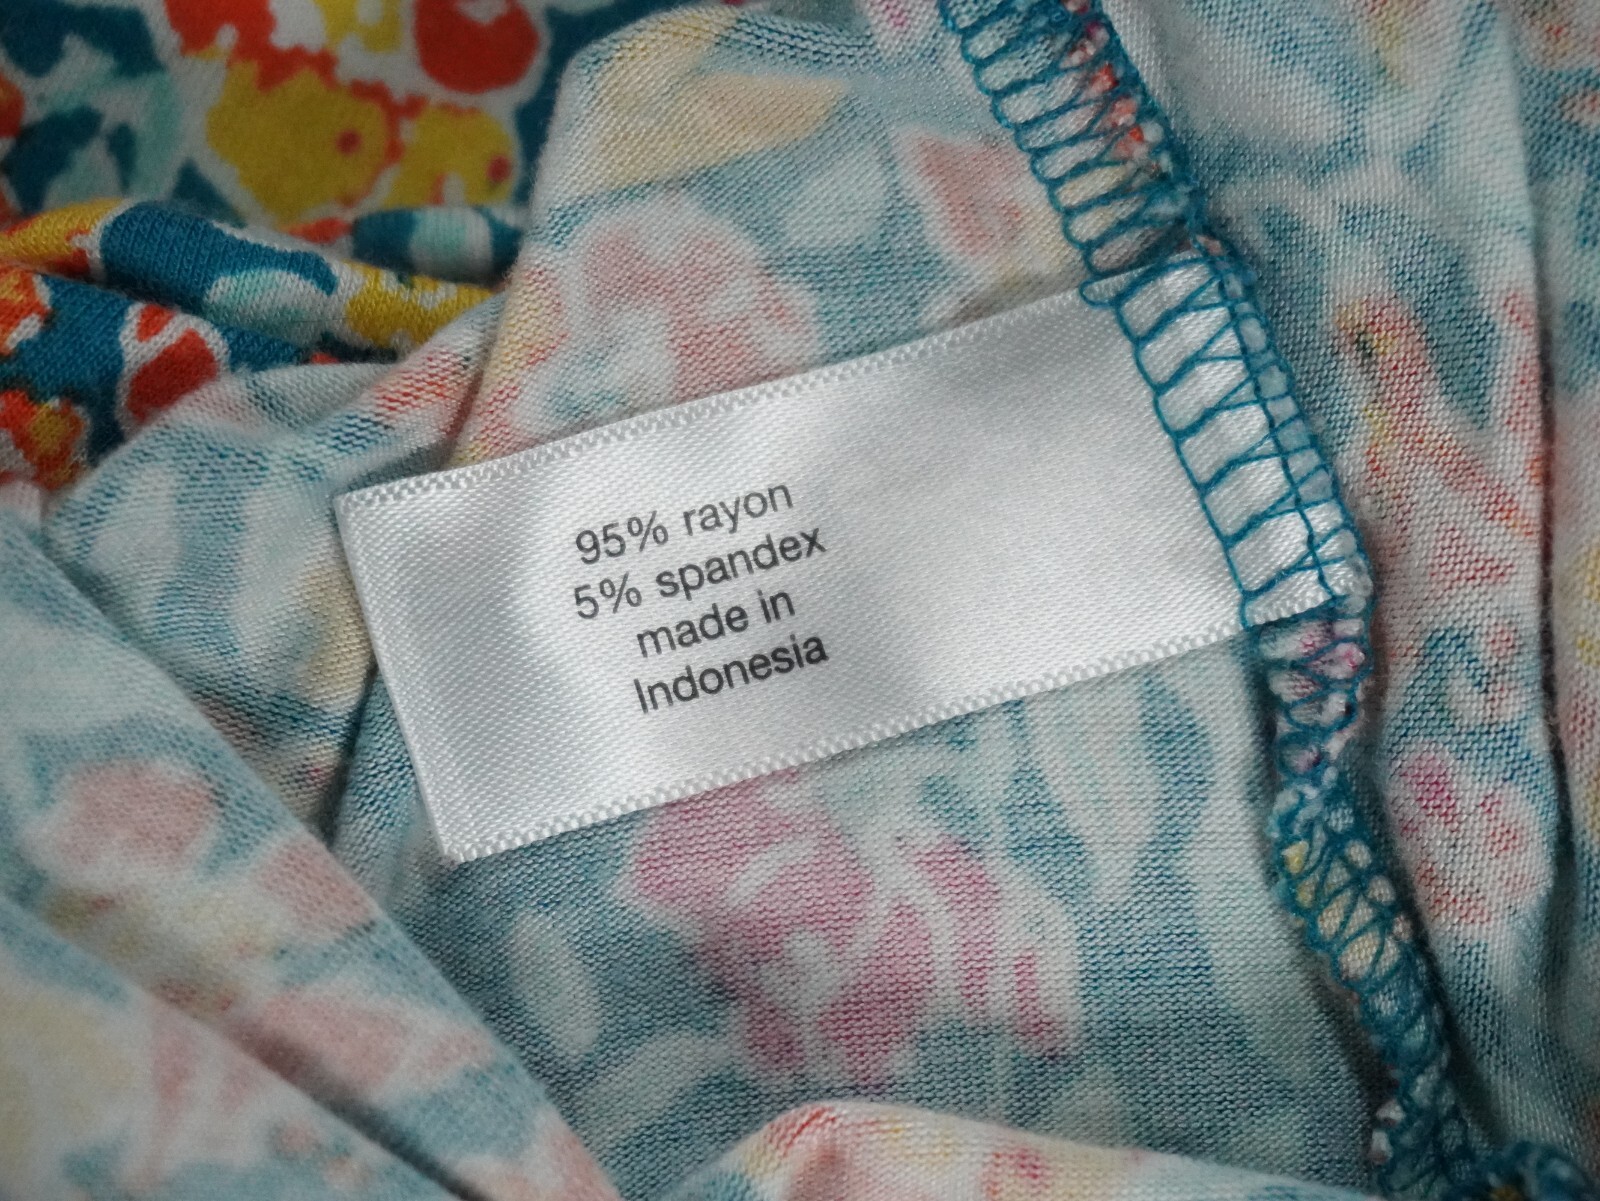 95% rayon
5% spandex
made in
Indonesia